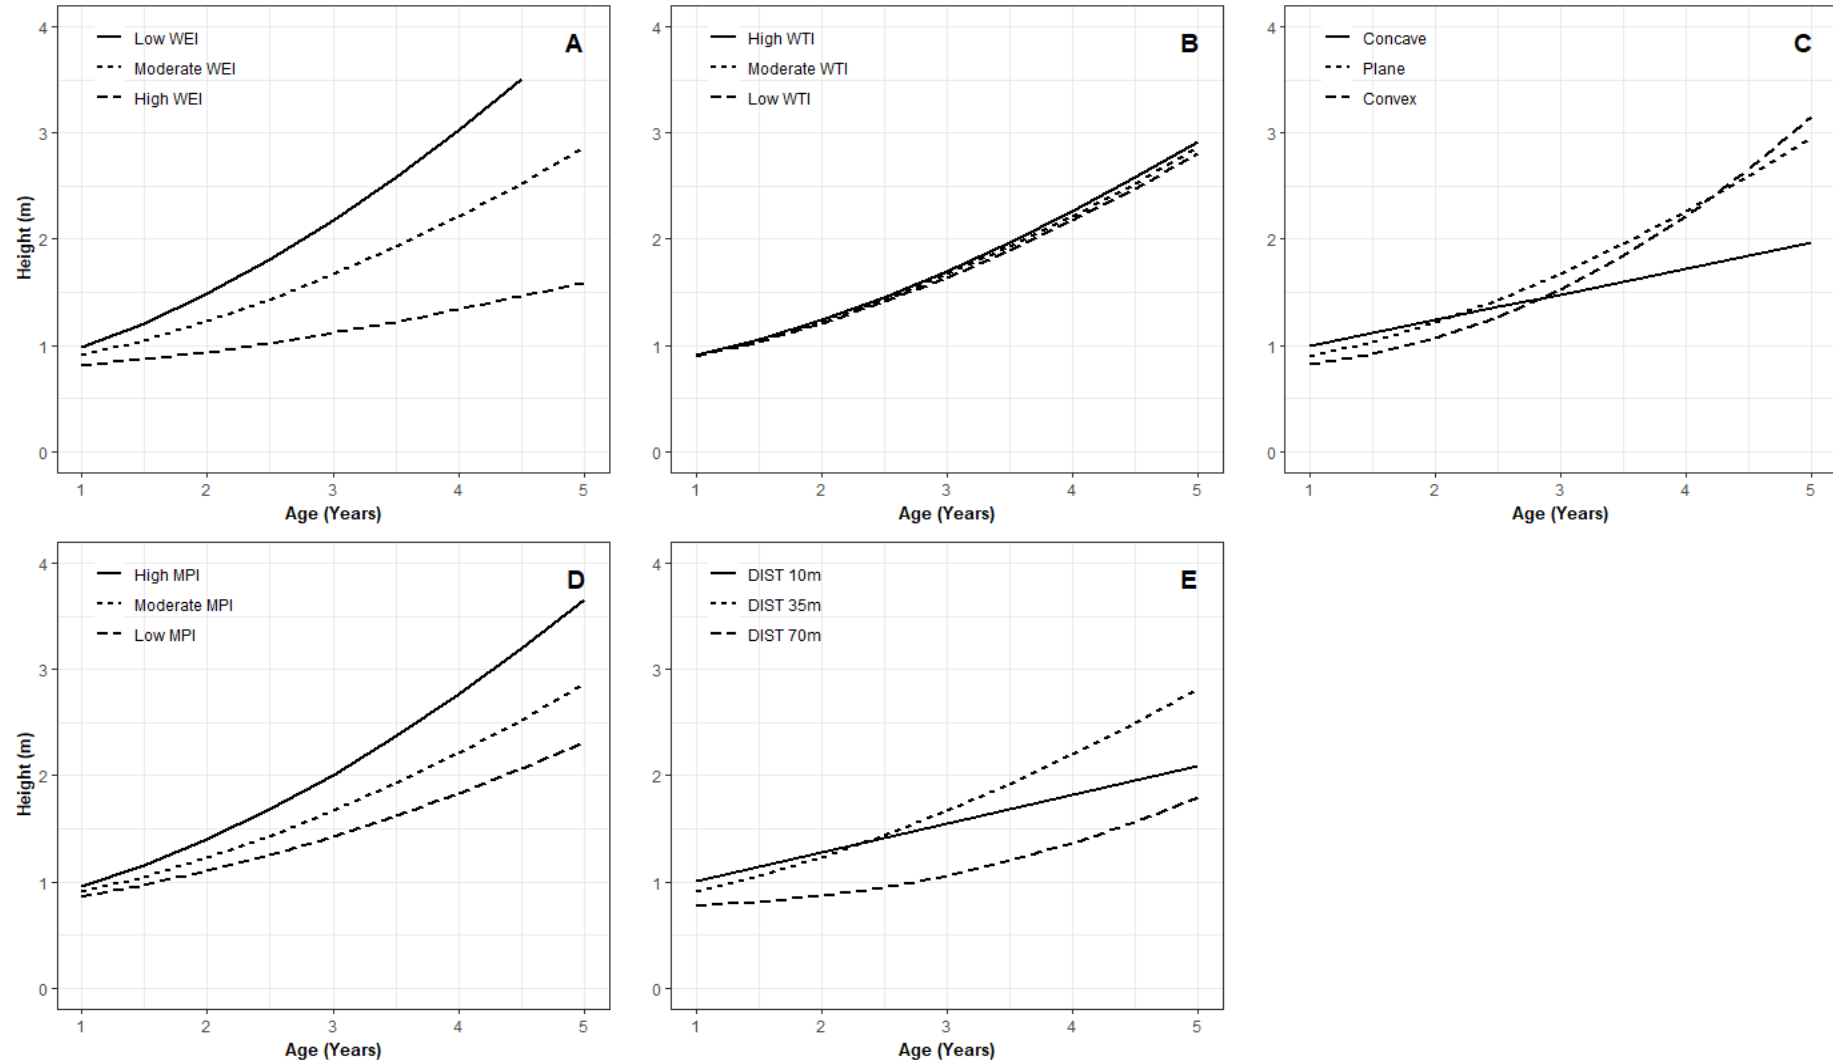 A
Low WEI
Moderate WEI
High WEI
Height (m)
4
3
2
1
0
1 2 3 4 5
Age (Years)
B
High WTI
Moderate WTI
Low WTI
4
3
2
1
0
1 2 3 4 5
Age (Years)
C
Concave
Plane
Convex
4
3
2
1
0
1 2 3 4 5
Age (Years)
D
High MPI
Moderate MPI
Low MPI
Height (m)
4
3
2
1
0
1 2 3 4 5
Age (Years)
E
DIST 10m
DIST 35m
DIST 70m
4
3
2
1
0
1 2 3 4 5
Age (Years)